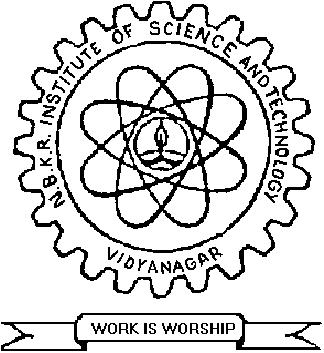 N.B.K.R. INSTITUTE OF SCIENCE AND TECHNOLOGY
VIDYANAGAR
WORK IS WORSHIP